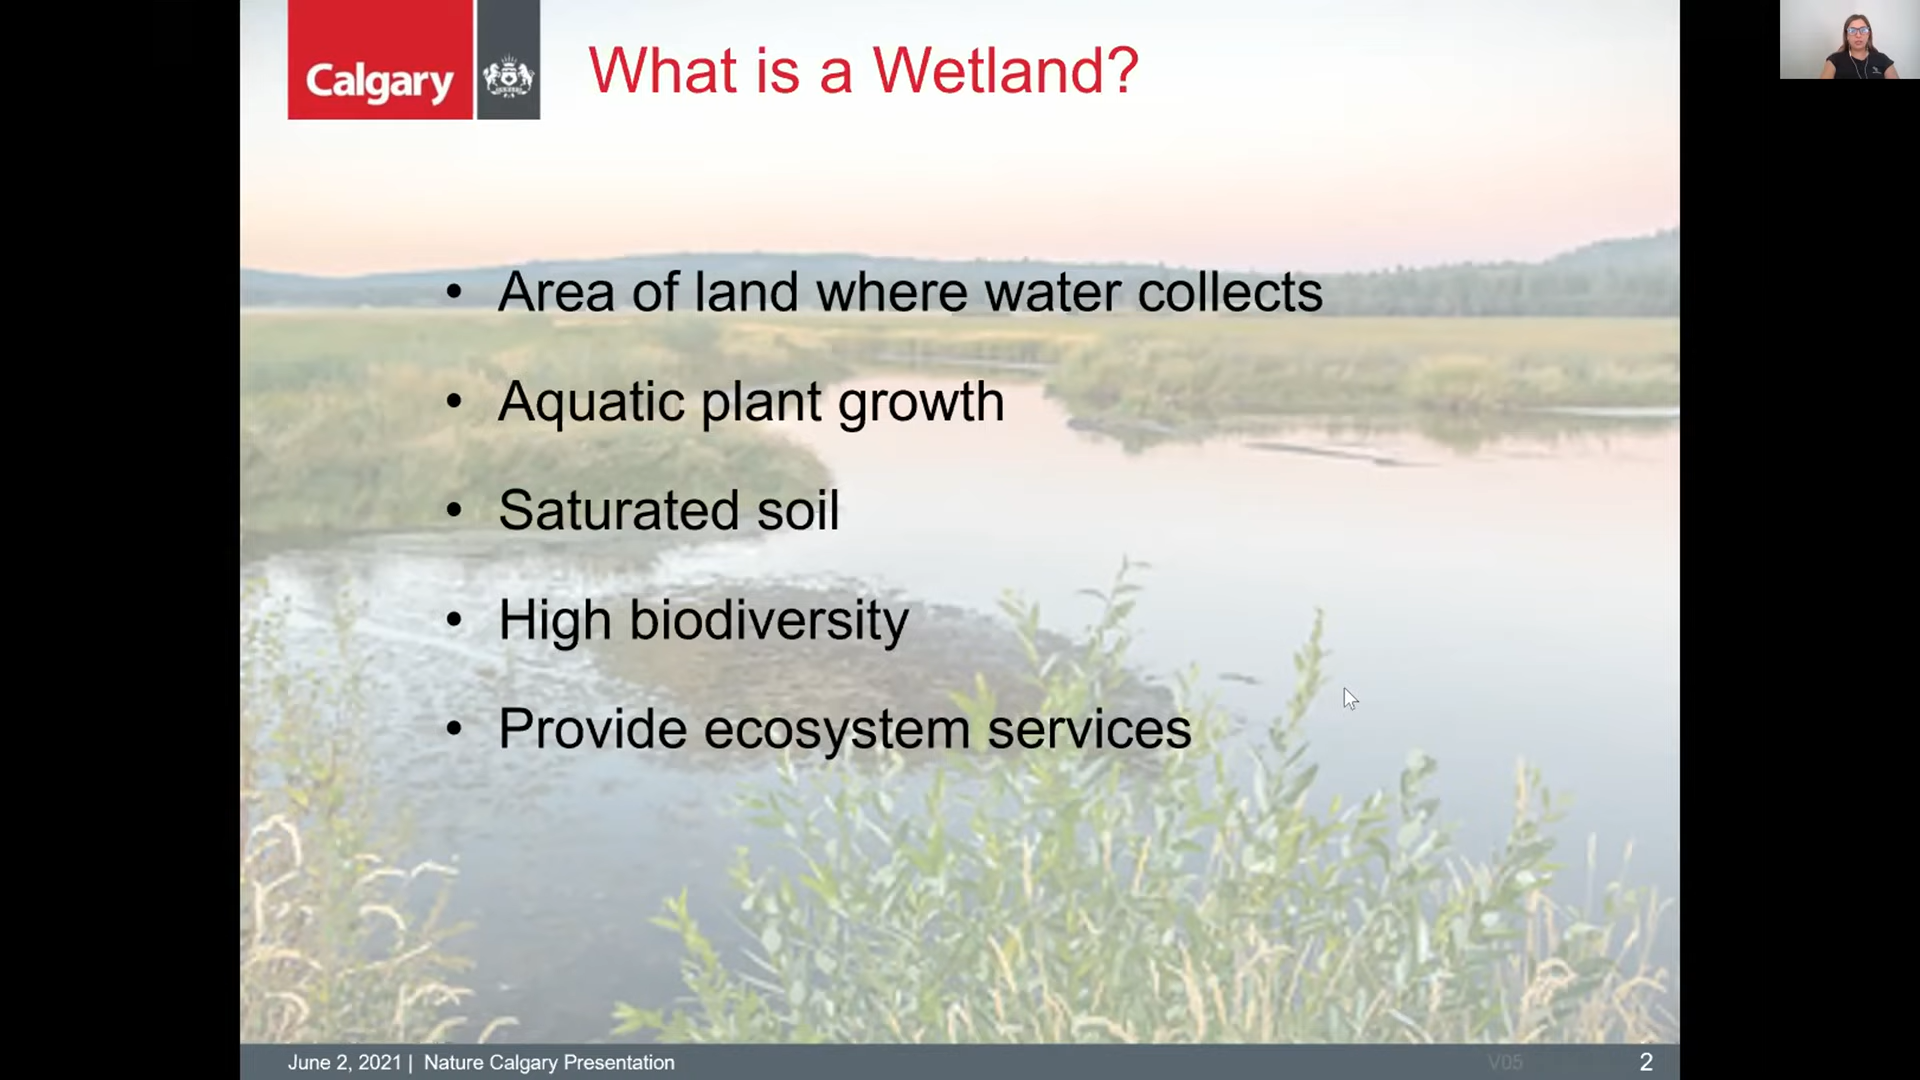 Calgary
What is a Wetland?
• Area of land where water collects
• Aquatic plant growth
• Saturated soil
• High biodiversity
• Provide ecosystem services
June 2, 2021 | Nature Calgary Presentation
V05
2